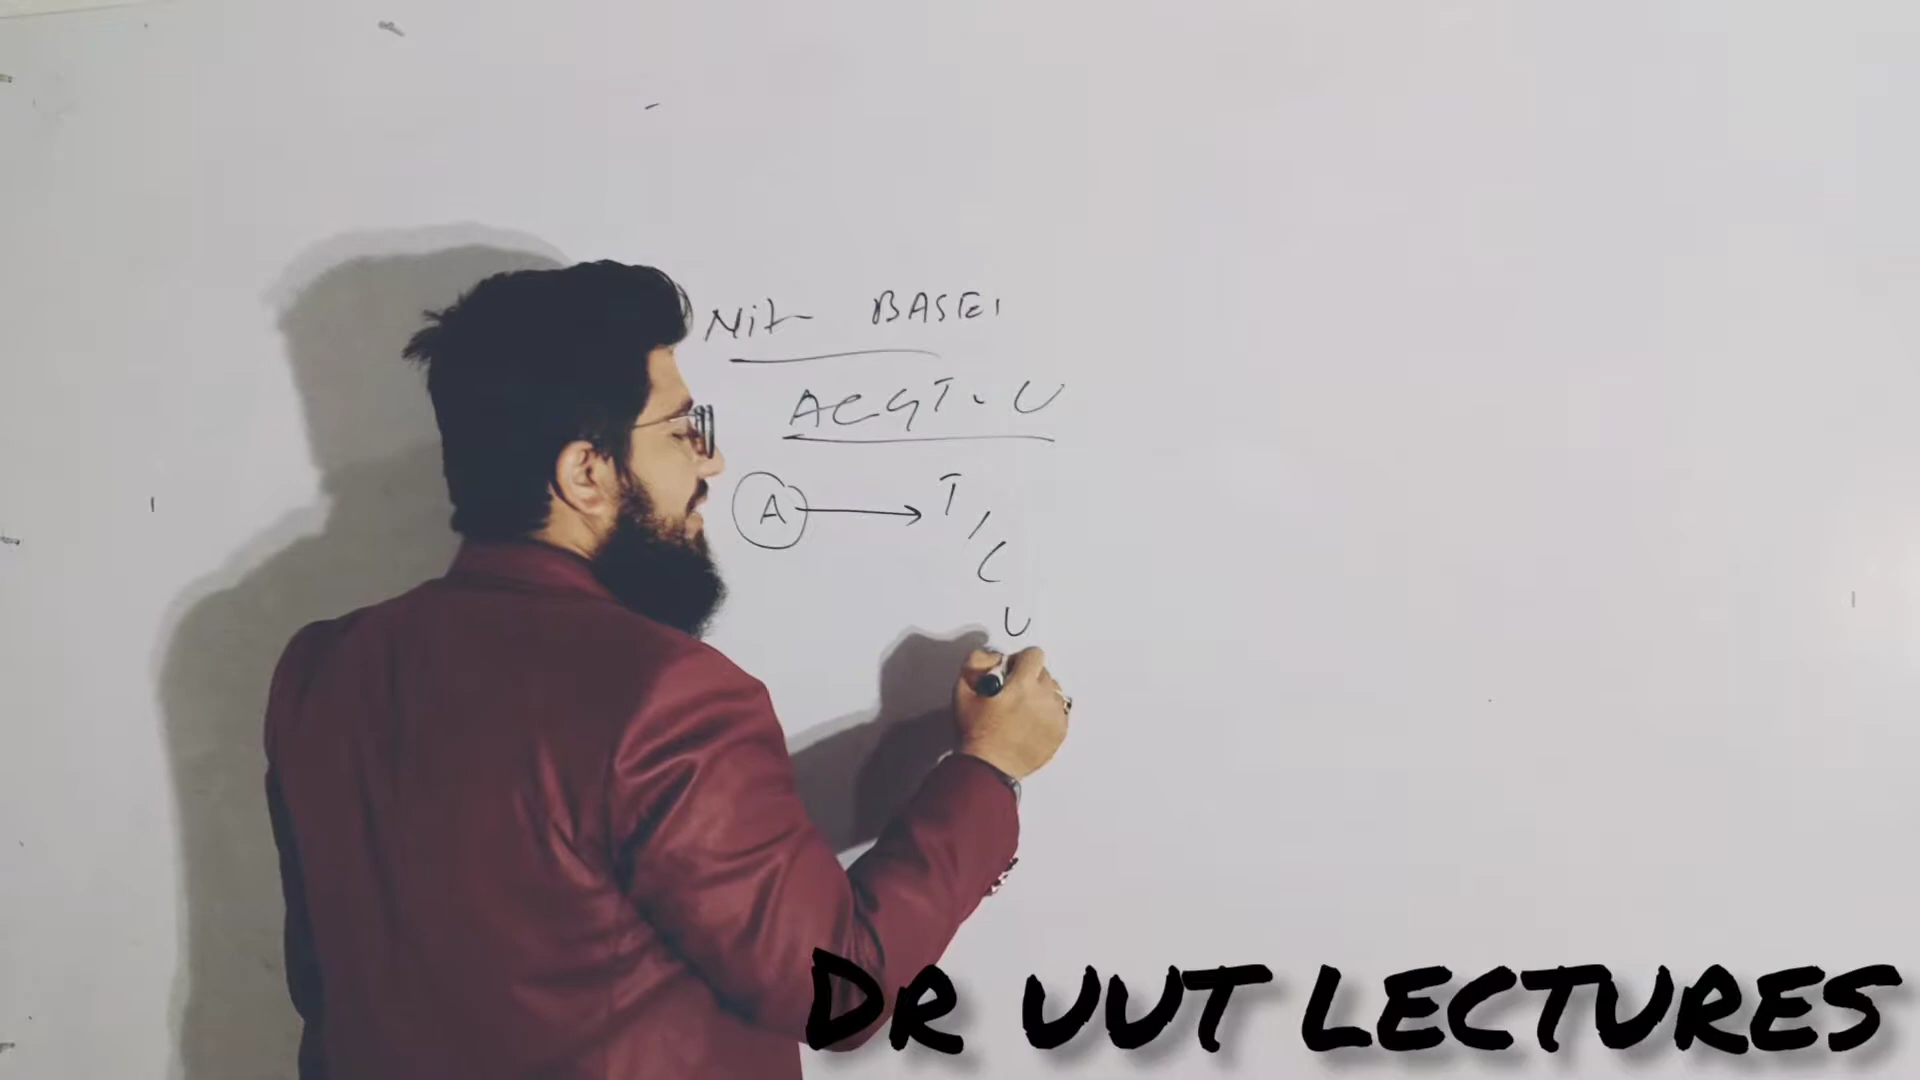 Nit BASES
ACGT. U
A → T /
C
U
DR UUT LECTURES